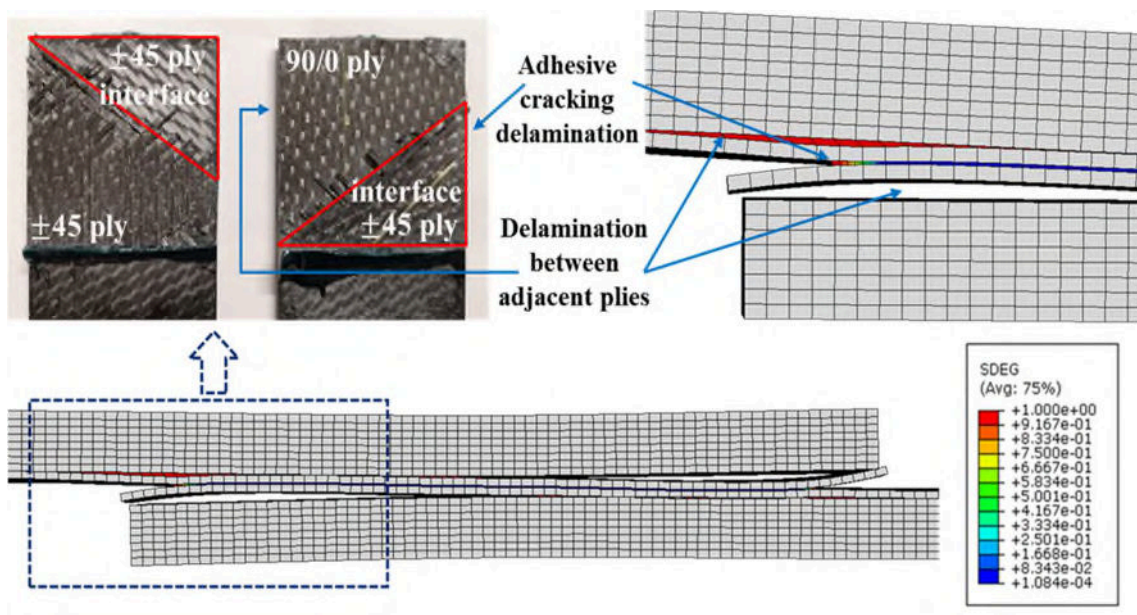 ±45 ply
interface
±45 ply
90/0 ply
interface
±45 ply
Adhesive
cracking
delamination
Delamination
between
adjacent plies
SDEG
(Avg: 75%)
+1.000e+00
+9.167e-01
+8.334e-01
+7.500e-01
+6.667e-01
+5.834e-01
+5.001e-01
+4.167e-01
+3.334e-01
+2.501e-01
+1.668e-01
+8.343e-02
+1.084e-04